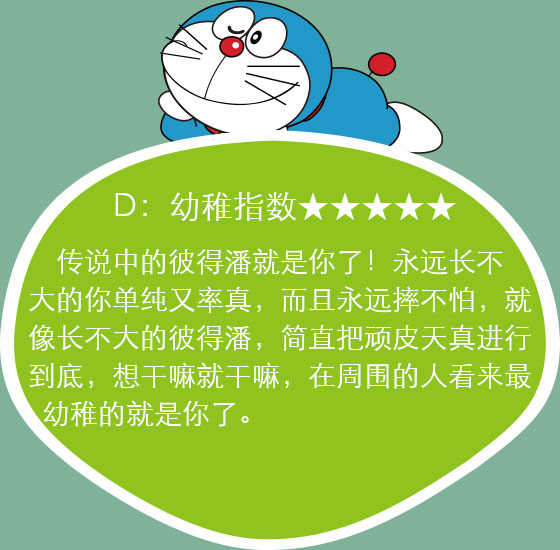 D：幼稚指数★★★★★
传说中的彼得潘就是你了！永远长不
大的你单纯又率真，而且永远摔不怕，就
像长不大的彼得潘，简直把顽皮天真进行
到底，想干嘛就干嘛，在周围的人看来最
幼稚的就是你了。